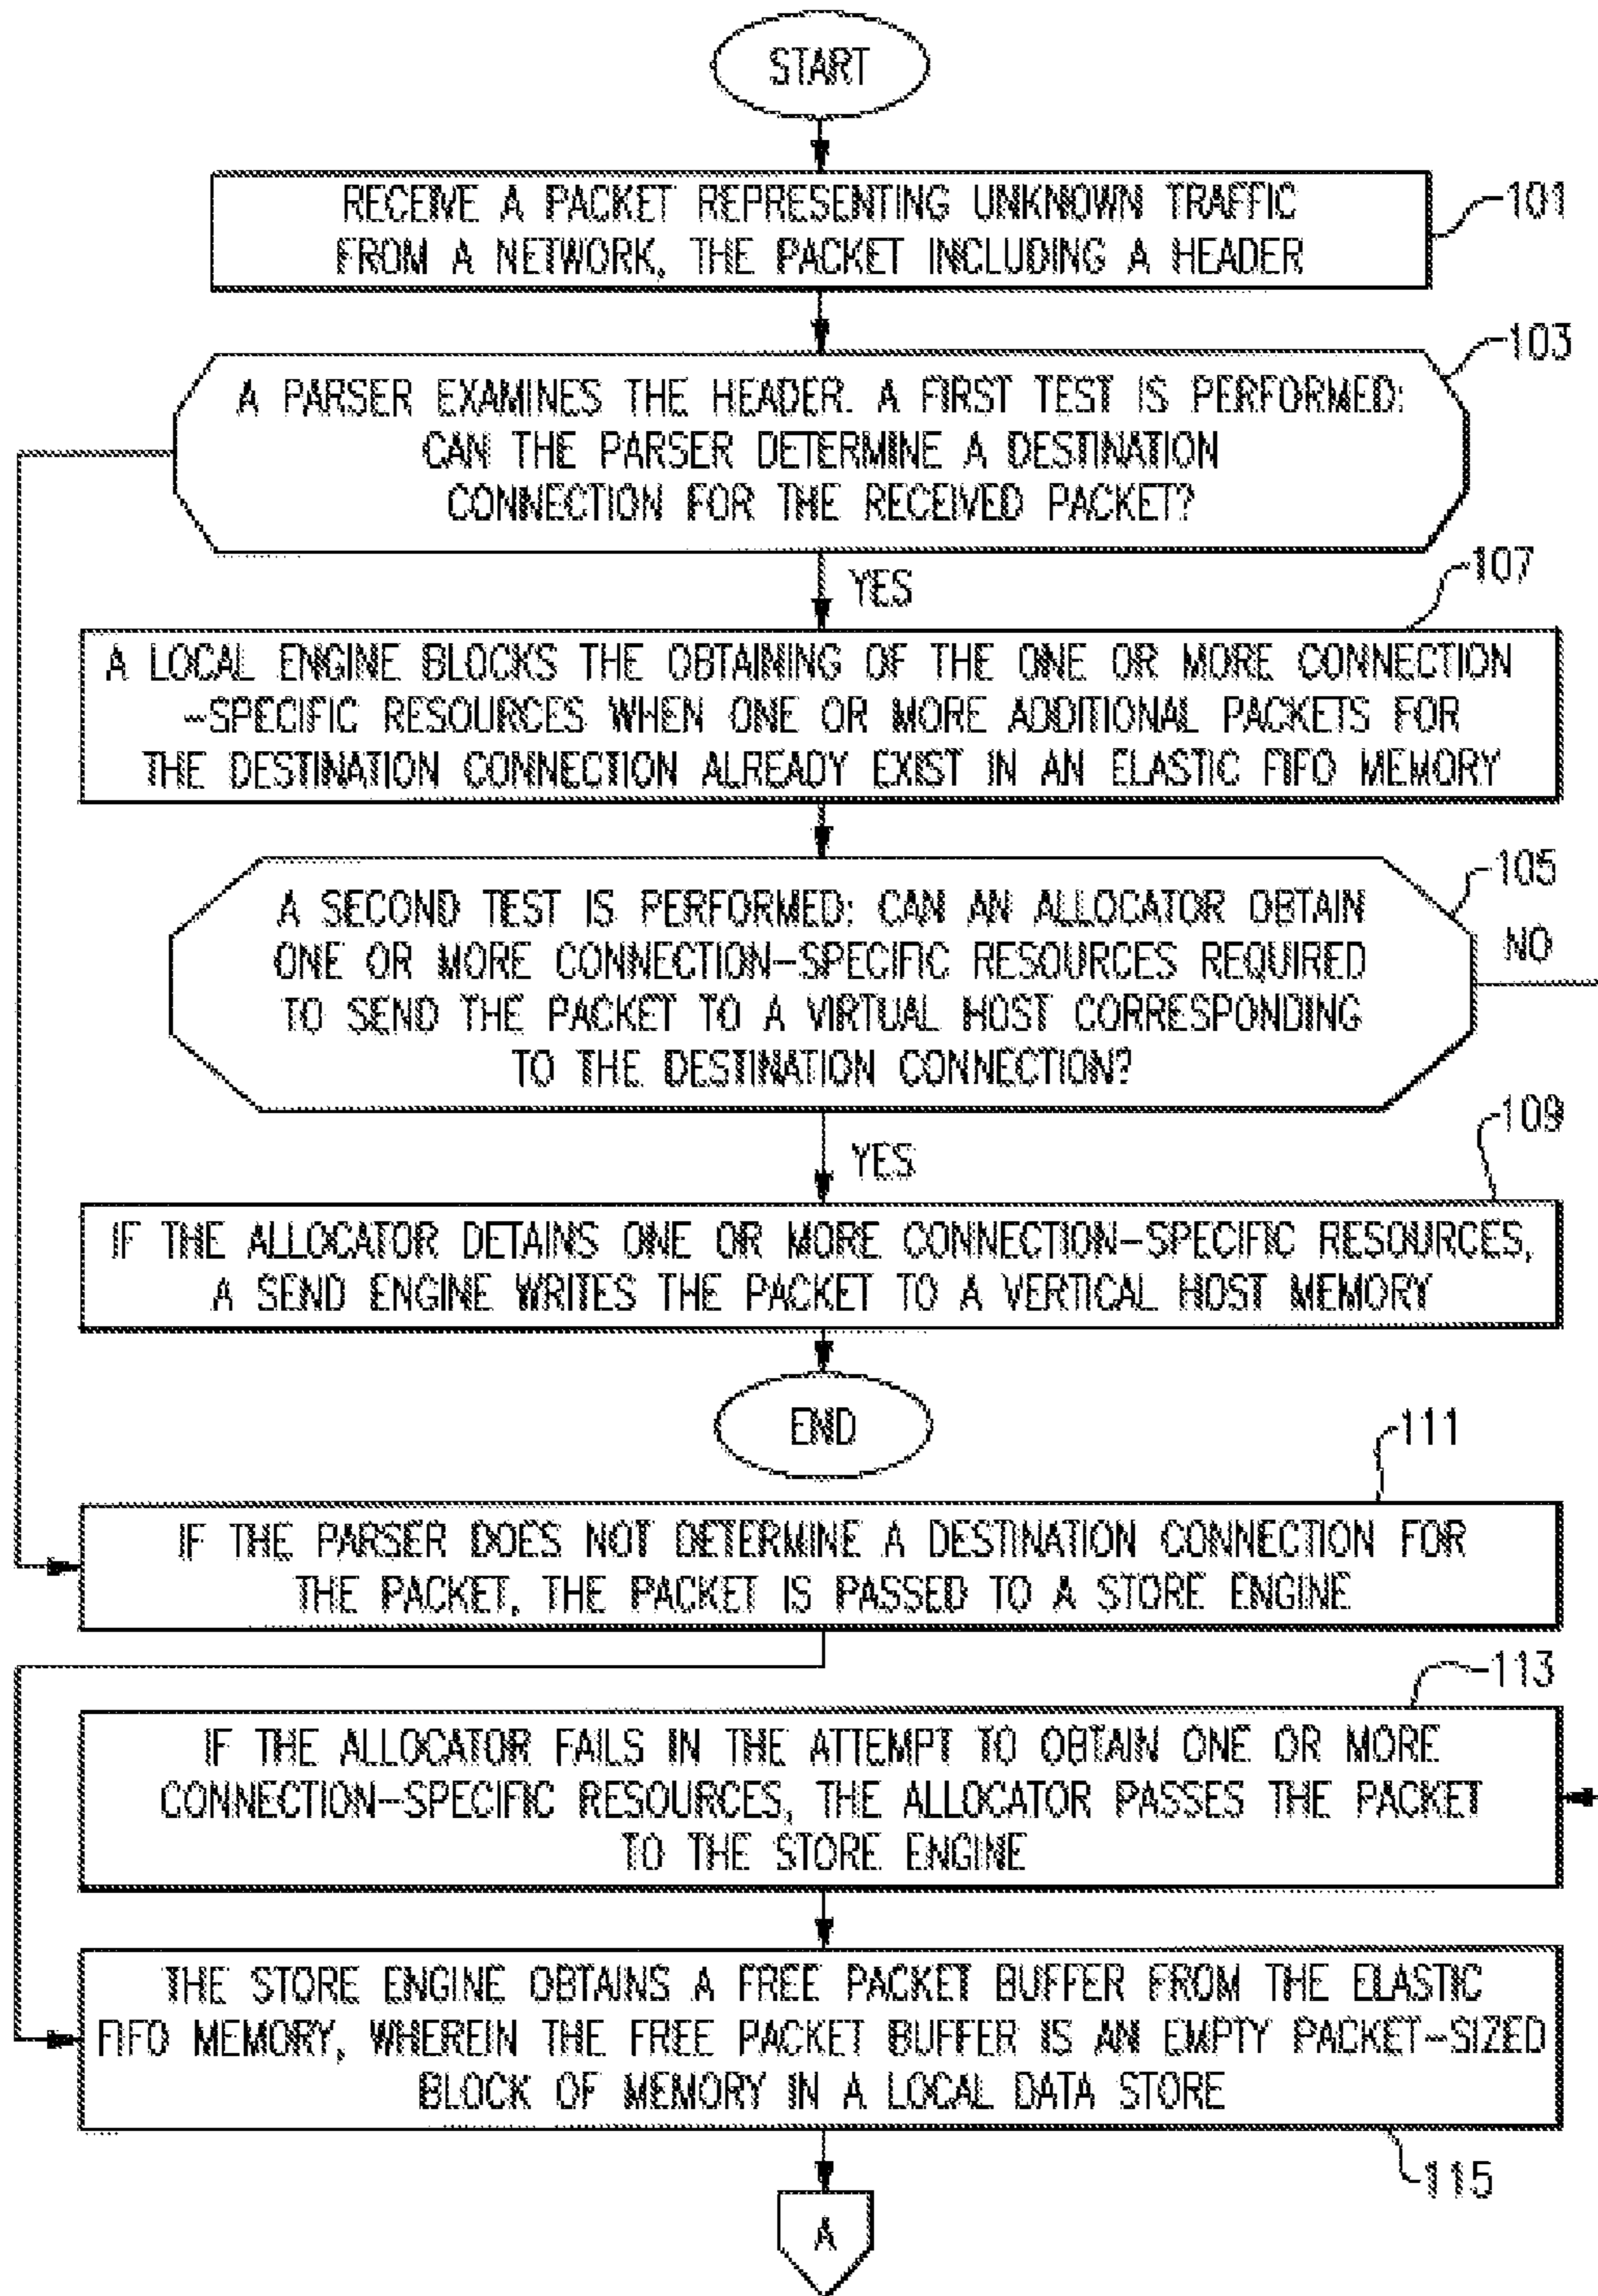 START
RECEIVE A PACKET REPRESENTING UNKNOWN TRAFFIC
FROM A NETWORK, THE PACKET INCLUDING A HEADER
101
103
A PARSER EXAMINES THE HEADER. A FIRST TEST IS PERFORMED:
CAN THE PARSER DETERMINE A DESTINATION
CONNECTION FOR THE RECEIVED PACKET?
YES
107
A LOCAL ENGINE BLOCKS THE OBTAINING OF THE ONE OR MORE CONNECTION
-SPECIFIC RESOURCES WHEN ONE OR MORE ADDITIONAL PACKETS FOR
THE DESTINATION CONNECTION ALREADY EXIST IN AN ELASTIC FIFO MEMORY
105
A SECOND TEST IS PERFORMED: CAN AN ALLOCATOR OBTAIN
ONE OR MORE CONNECTION-SPECIFIC RESOURCES REQUIRED
TO SEND THE PACKET TO A VIRTUAL HOST CORRESPONDING
TO THE DESTINATION CONNECTION?
NO
YES
109
IF THE ALLOCATOR DETAINS ONE OR MORE CONNECTION-SPECIFIC RESOURCES,
A SEND ENGINE WRITES THE PACKET TO A VERTICAL HOST MEMORY
END
111
IF THE PARSER DOES NOT DETERMINE A DESTINATION CONNECTION FOR
THE PACKET, THE PACKET IS PASSED TO A STORE ENGINE
113
IF THE ALLOCATOR FAILS IN THE ATTEMPT TO OBTAIN ONE OR MORE
CONNECTION-SPECIFIC RESOURCES, THE ALLOCATOR PASSES THE PACKET
TO THE STORE ENGINE
THE STORE ENGINE OBTAINS A FREE PACKET BUFFER FROM THE ELASTIC
FIFO MEMORY, WHEREIN THE FREE PACKET BUFFER IS AN EMPTY PACKET-SIZED
BLOCK OF MEMORY IN A LOCAL DATA STORE
115
A